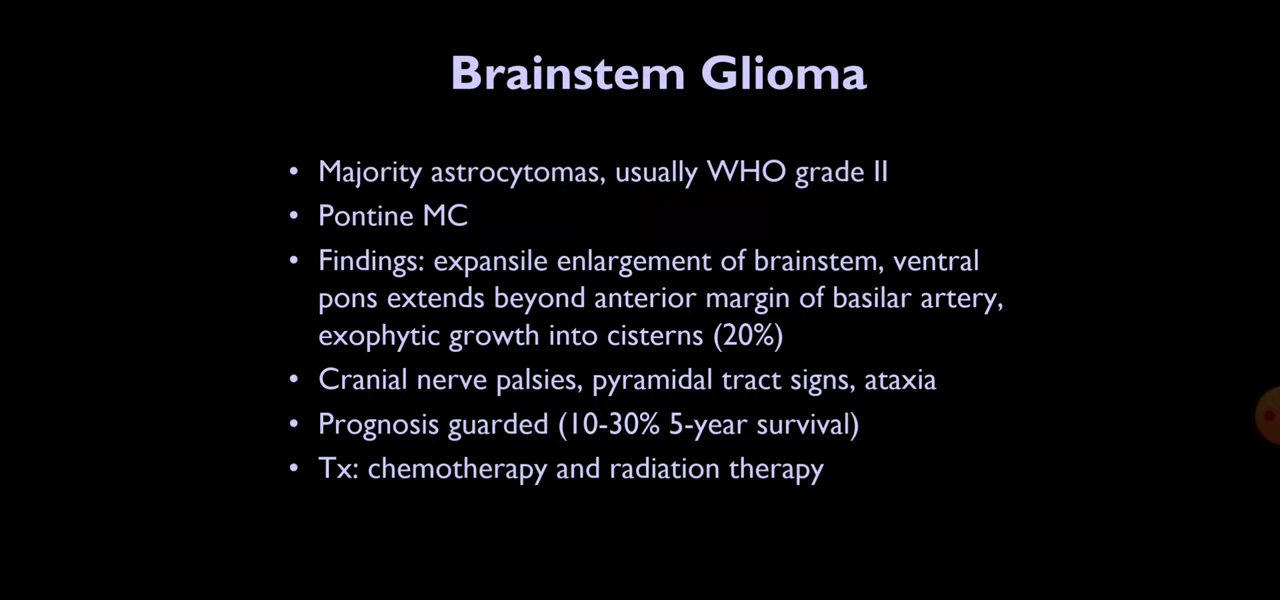 Brainstem Glioma
• Majority astrocytomas, usually WHO grade II
• Pontine MC
• Findings: expansile enlargement of brainstem, ventral
pons extends beyond anterior margin of basilar artery,
exophytic growth into cisterns (20%)
• Cranial nerve palsies, pyramidal tract signs, ataxia
• Prognosis guarded (10-30% 5-year survival)
• Tx: chemotherapy and radiation therapy